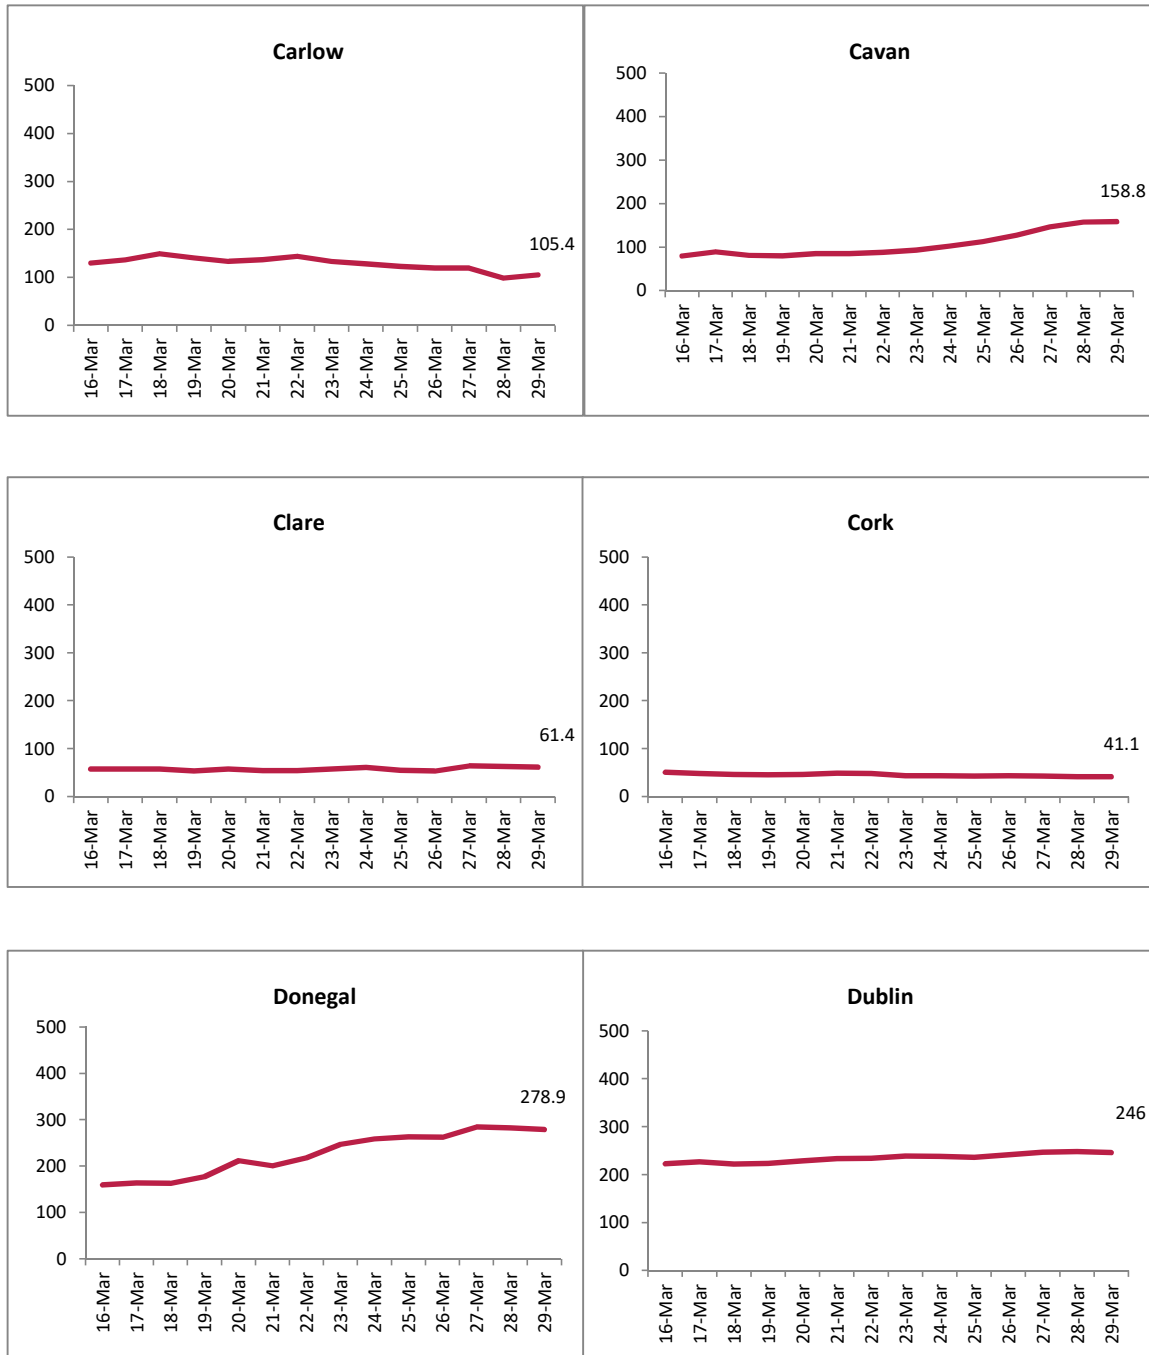 Carlow
500
400
300
200
100
0
105.4
16-Mar
17-Mar
18-Mar
19-Mar
20-Mar
21-Mar
22-Mar
23-Mar
24-Mar
25-Mar
26-Mar
27-Mar
28-Mar
29-Mar
Cavan
500
400
300
200
100
0
158.8
16-Mar
17-Mar
18-Mar
19-Mar
20-Mar
21-Mar
22-Mar
23-Mar
24-Mar
25-Mar
26-Mar
27-Mar
28-Mar
29-Mar
Clare
500
400
300
200
100
0
61.4
16-Mar
17-Mar
18-Mar
19-Mar
20-Mar
21-Mar
22-Mar
23-Mar
24-Mar
25-Mar
26-Mar
27-Mar
28-Mar
29-Mar
Cork
500
400
300
200
100
0
41.1
16-Mar
17-Mar
18-Mar
19-Mar
20-Mar
21-Mar
22-Mar
23-Mar
24-Mar
25-Mar
26-Mar
27-Mar
28-Mar
29-Mar
Donegal
500
400
300
200
100
0
278.9
16-Mar
17-Mar
18-Mar
19-Mar
20-Mar
21-Mar
22-Mar
23-Mar
24-Mar
25-Mar
26-Mar
27-Mar
28-Mar
29-Mar
Dublin
500
400
300
200
100
0
246
16-Mar
17-Mar
18-Mar
19-Mar
20-Mar
21-Mar
22-Mar
23-Mar
24-Mar
25-Mar
26-Mar
27-Mar
28-Mar
29-Mar